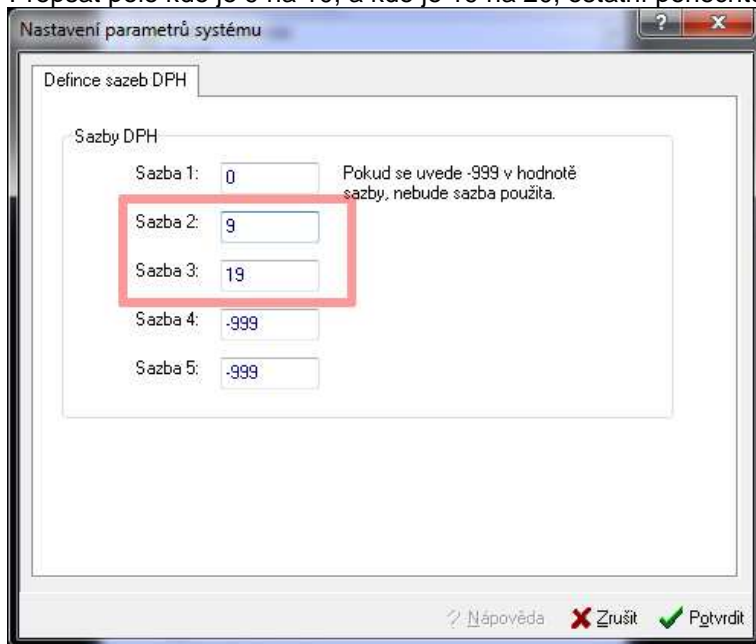 Nastavení parametrů systému
Defince sazeb DPH
Sazby DPH
Sazba 1: 0
Pokud se uvede -999 v hodnotě
sazby, nebude sazba použita.
Sazba 2: 9
Sazba 3: 19
Sazba 4: -999
Sazba 5: -999
? Nápověda Zrušit Potvrdit